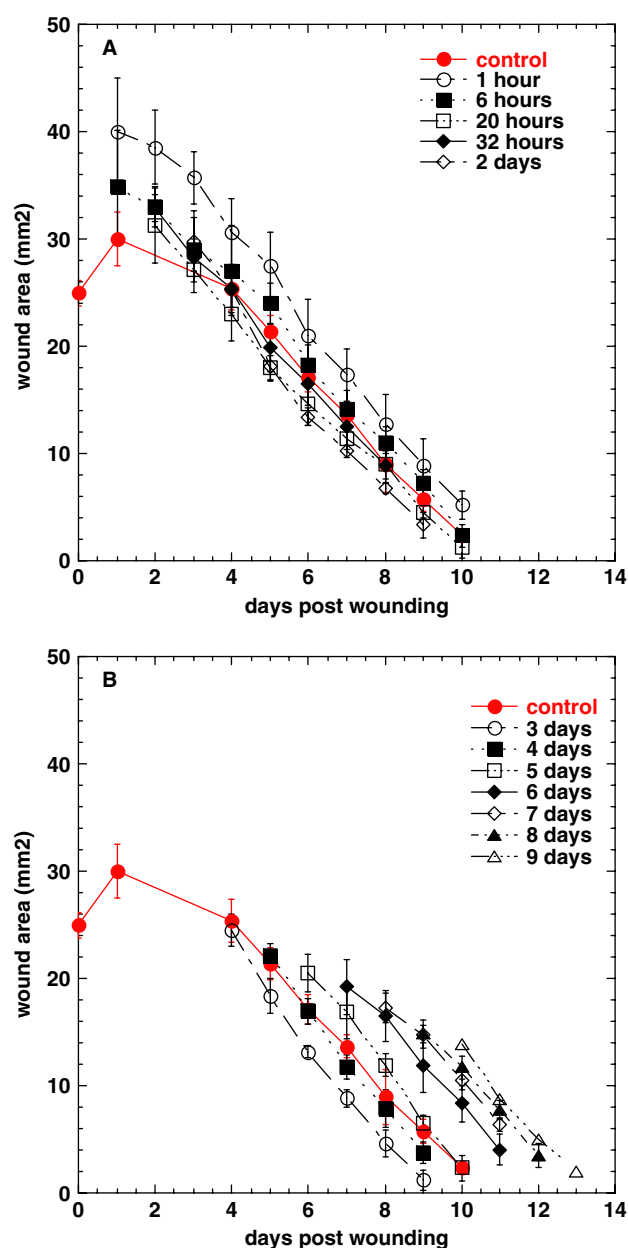 50
A
control
1 hour
6 hours
20 hours
32 hours
2 days
40
30
20
10
0
wound area (mm2)
0 2 4 6 8 10 12 14
days post wounding
50
B
control
3 days
4 days
5 days
6 days
7 days
8 days
9 days
40
30
20
10
0
wound area (mm2)
0 2 4 6 8 10 12 14
days post wounding